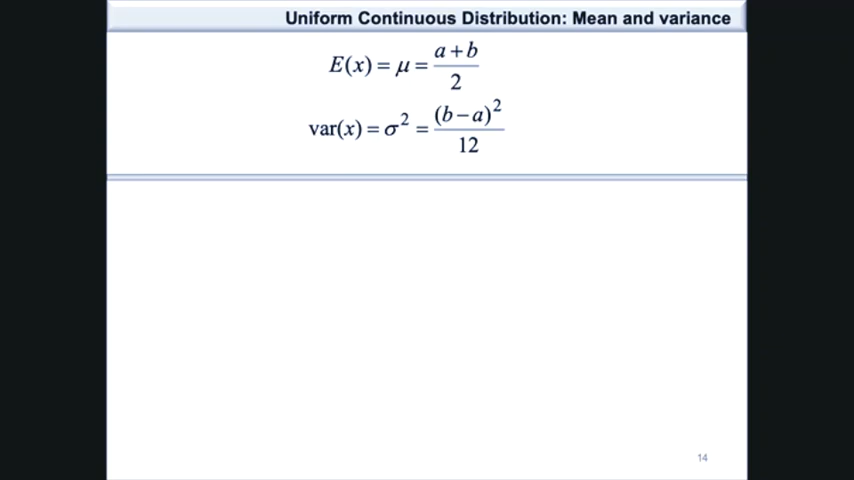 Uniform Continuous Distribution: Mean and variance
E(x) = μ = (a + b) / 2
var(x) = σ² = (b − a)² / 12
14